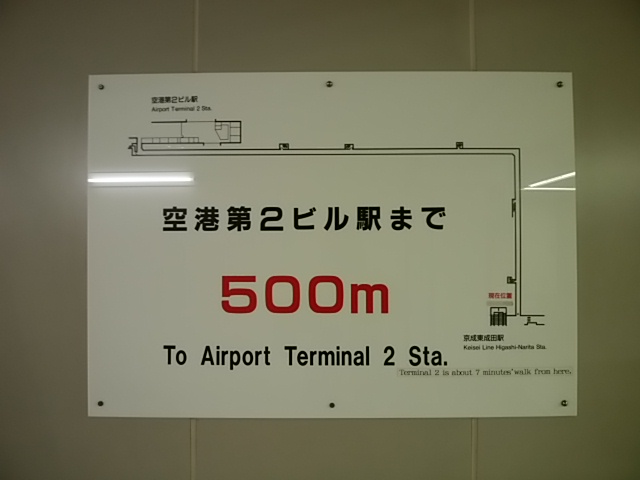 空港第2ビル駅
Airport Terminal 2 Sta.
空港第2ビル駅まで
500m
現在位置
京成東成田駅
Keisei Line Higashi-Narita Sta.
To Airport Terminal 2 Sta.
Terminal 2 is about 7 minutes' walk from here.